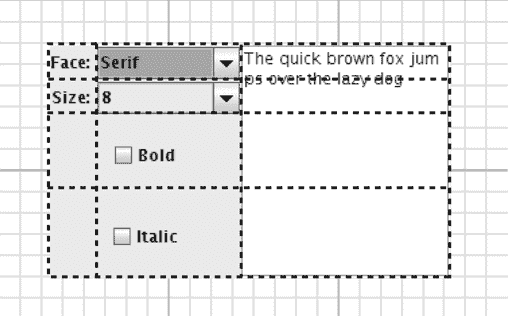 Face: Serif
The quick brown fox jum
ps over the lazy dog
Size: 8
Bold
Italic